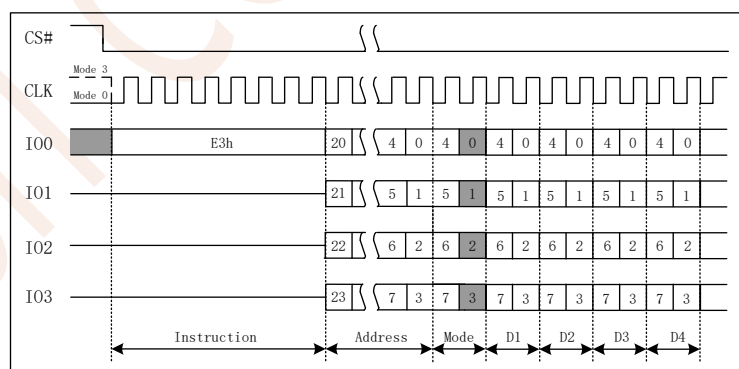 CS#
Mode 3
CLK
Mode 0
IO0 E3h 20 4 0 4 0 4 0 4 0 4 0 4 0
IO1 21 5 1 5 1 5 1 5 1 5 1 5 1
IO2 22 6 2 6 2 6 2 6 2 6 2 6 2
IO3 23 7 3 7 3 7 3 7 3 7 3 7 3
Instruction Address Mode D1 D2 D3 D4